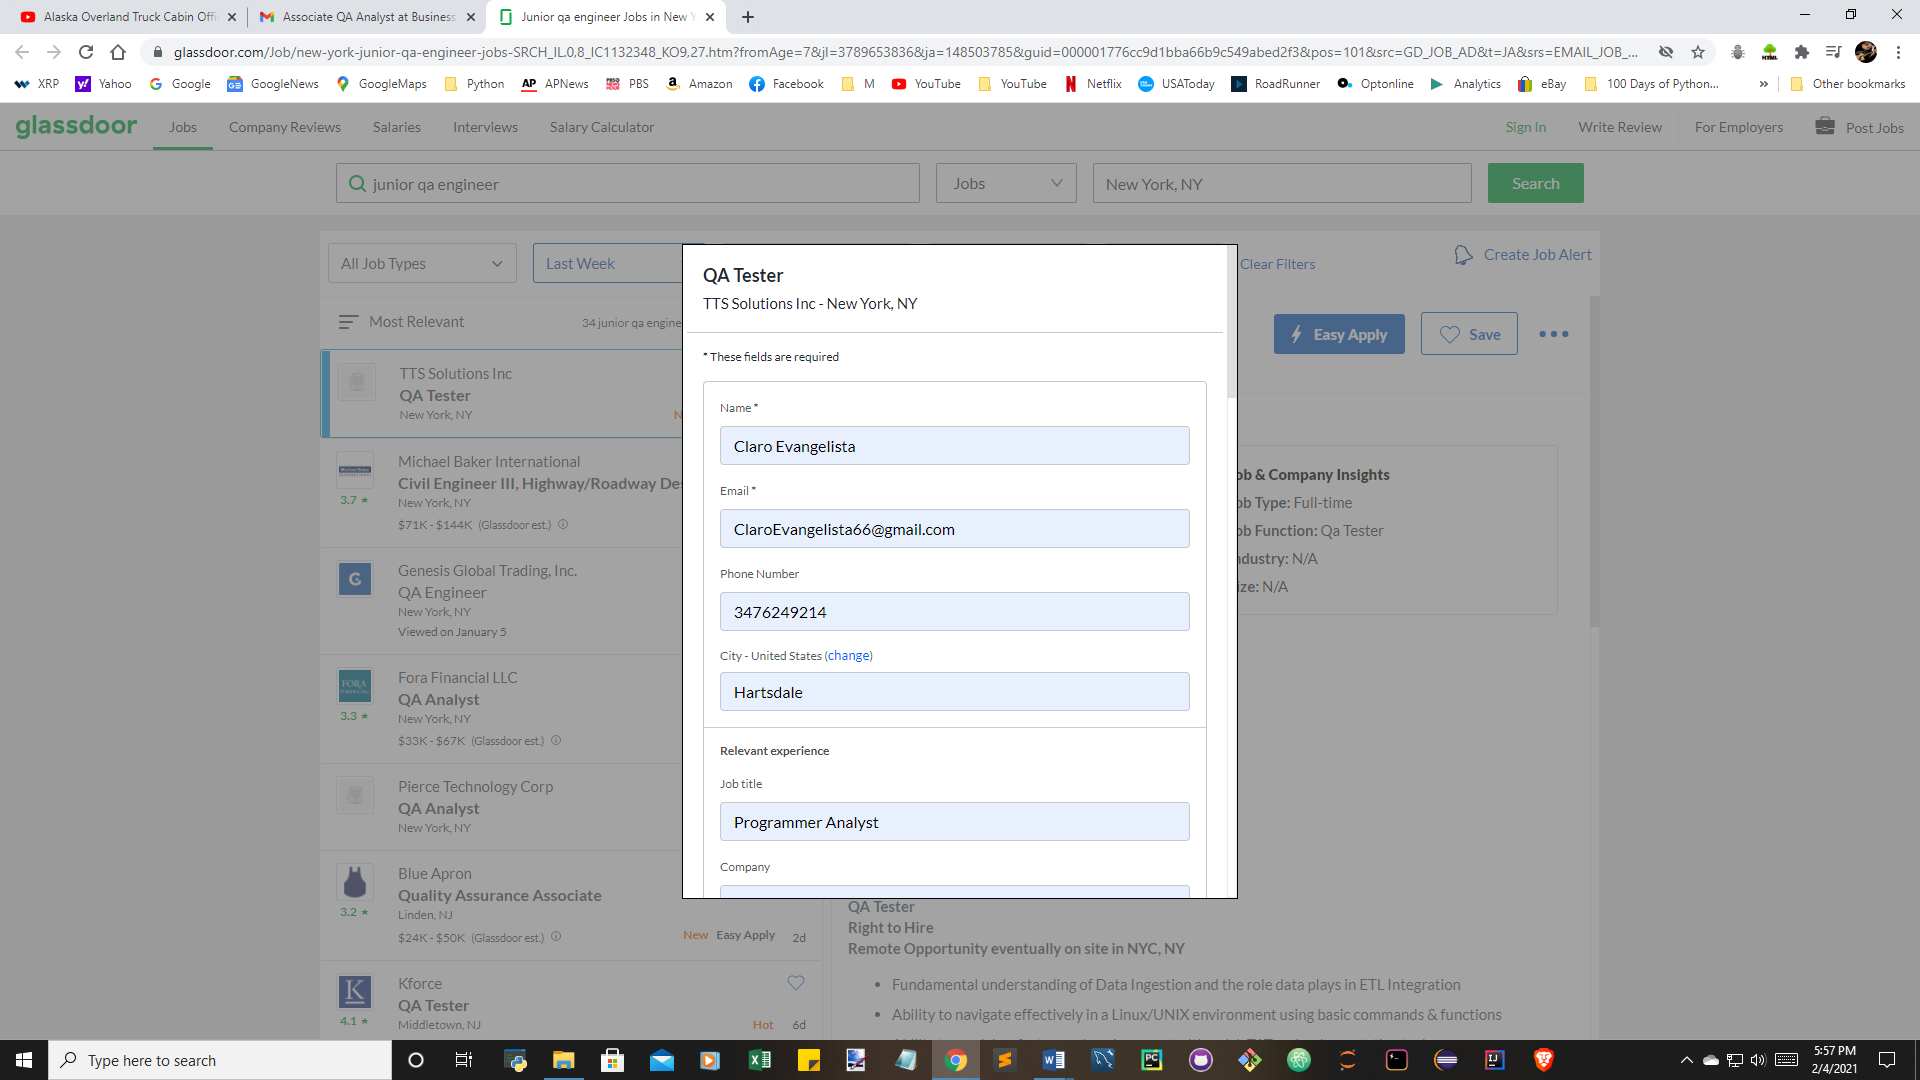 Alaska Overland Truck Cabin Offi
Associate QA Analyst at Business
Junior qa engineer Jobs in New Y
glassdoor.com/Job/new-york-junior-qa-engineer-jobs-SRCH_IL.0,8_IC1132348_KO9,27.htm?fromAge=7&jl=3789653836&ja=148503785&guid=000001776cc9d1bba66b9c549abed2f3&pos=101&src=GD_JOB_AD&t=JA&srs=EMAIL_JOB_...
XRP Yahoo Google GoogleNews GoogleMaps Python APNews PBS Amazon Facebook M YouTube YouTube Netflix USAToday RoadRunner Optonline Analytics eBay 100 Days of Python... » Other bookmarks
glassdoor Jobs Company Reviews Salaries Interviews Salary Calculator Sign In Write Review For Employers Post Jobs
junior qa engineer Jobs New York, NY Search
All Job Types Last Week Clear Filters Create Job Alert
Most Relevant 34 junior qa engine
Easy Apply Save
TTS Solutions Inc
QA Tester
New York, NY N
Michael Baker International
Civil Engineer III, Highway/Roadway De
New York, NY
3.7 ★
$71K - $144K (Glassdoor est.)
Genesis Global Trading, Inc.
QA Engineer
New York, NY
Viewed on January 5
Fora Financial LLC
QA Analyst
New York, NY
3.3 ★
$33K - $67K (Glassdoor est.)
Pierce Technology Corp
QA Analyst
New York, NY
Blue Apron
Quality Assurance Associate
Linden, NJ
3.2 ★
$24K - $50K (Glassdoor est.) New Easy Apply 2d
Kforce
QA Tester
Middletown, NJ
4.1 ★
Hot 6d
QA Tester
TTS Solutions Inc - New York, NY
* These fields are required
Name *
Claro Evangelista
Email *
ClaroEvangelista66@gmail.com
Phone Number
3476249214
City - United States (change)
Hartsdale
Relevant experience
Job title
Programmer Analyst
Company
ob & Company Insights
ob Type: Full-time
ob Function: Qa Tester
ndustry: N/A
ize: N/A
QA Tester
Right to Hire
Remote Opportunity eventually on site in NYC, NY
• Fundamental understanding of Data Ingestion and the role data plays in ETL Integration
• Ability to navigate effectively in a Linux/UNIX environment using basic commands & functions
Type here to search
5:57 PM
2/4/2021